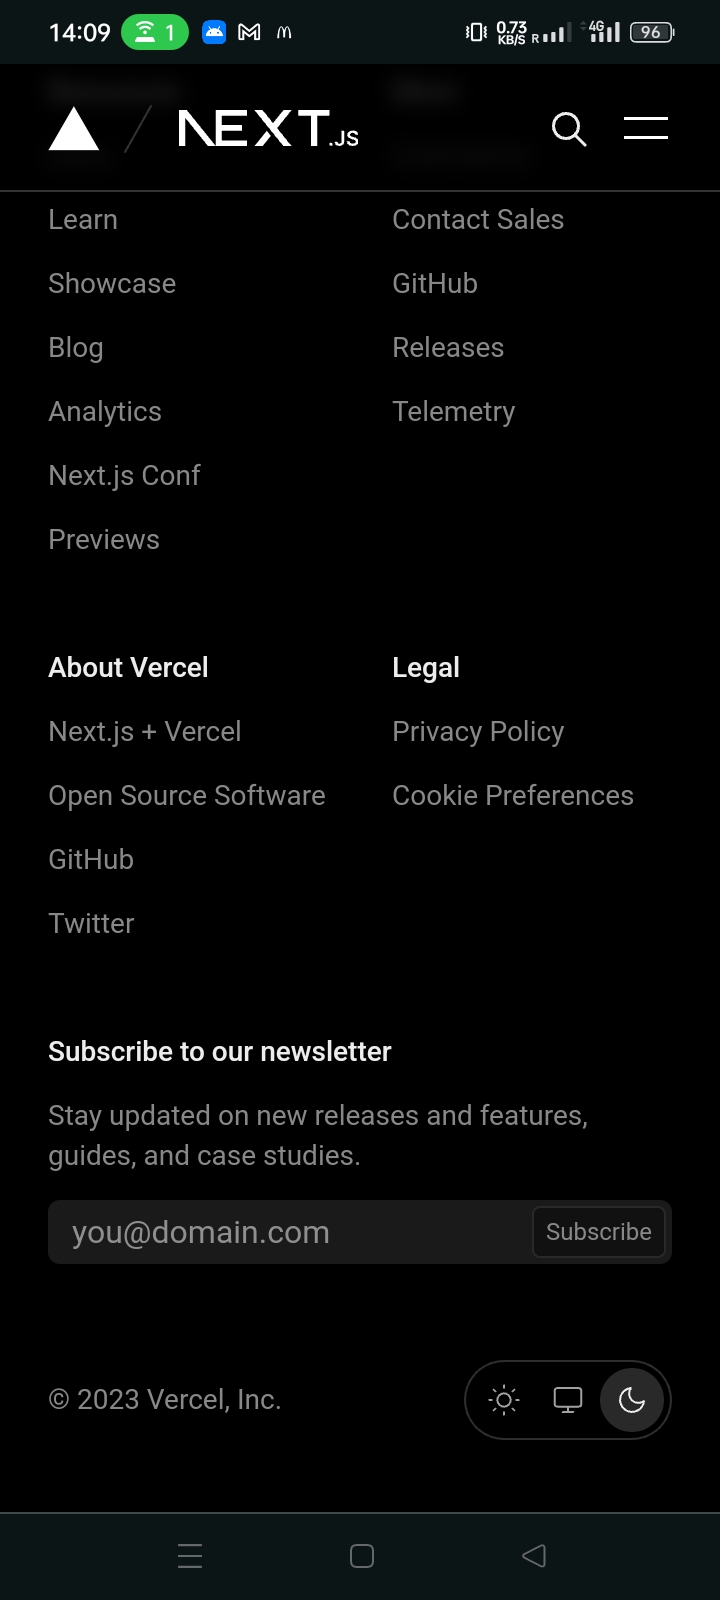 14:09 1 0.73 KB/S R 4G 96
NEXT.JS
Learn
Showcase
Blog
Analytics
Next.js Conf
Previews
Contact Sales
GitHub
Releases
Telemetry
About Vercel
Next.js + Vercel
Open Source Software
GitHub
Twitter
Legal
Privacy Policy
Cookie Preferences
Subscribe to our newsletter
Stay updated on new releases and features,
guides, and case studies.
you@domain.com Subscribe
© 2023 Vercel, Inc.